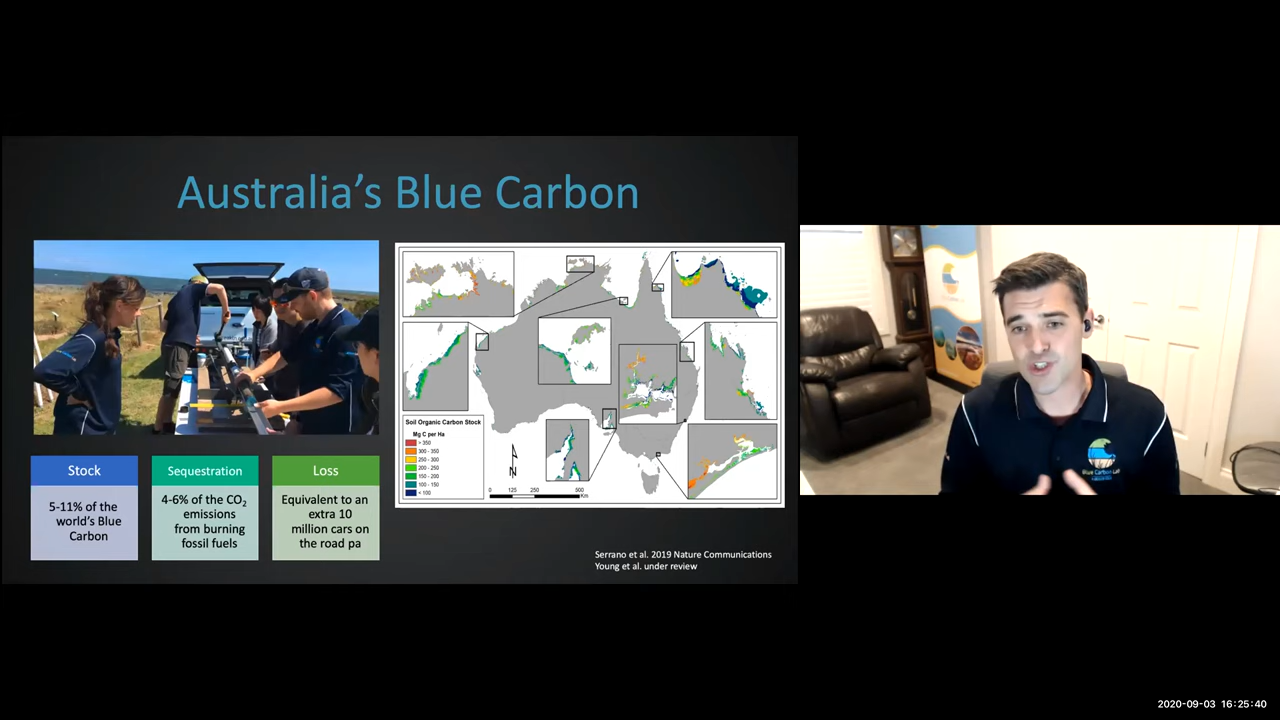 Australia's Blue Carbon
Soil Organic Carbon Stock
Mg C per Ha
> 350
300 - 350
250 - 300
200 - 250
150 - 200
100 - 150
< 100
N
0 125 250 500
Km
Stock
5-11% of the
world's Blue
Carbon
Sequestration
4-6% of the CO2
emissions
from burning
fossil fuels
Loss
Equivalent to an
extra 10
million cars on
the road pa
Serrano et al. 2019 Nature Communications
Young et al. under review
Blue Carbon Lab
2020-09-03 16:25:40